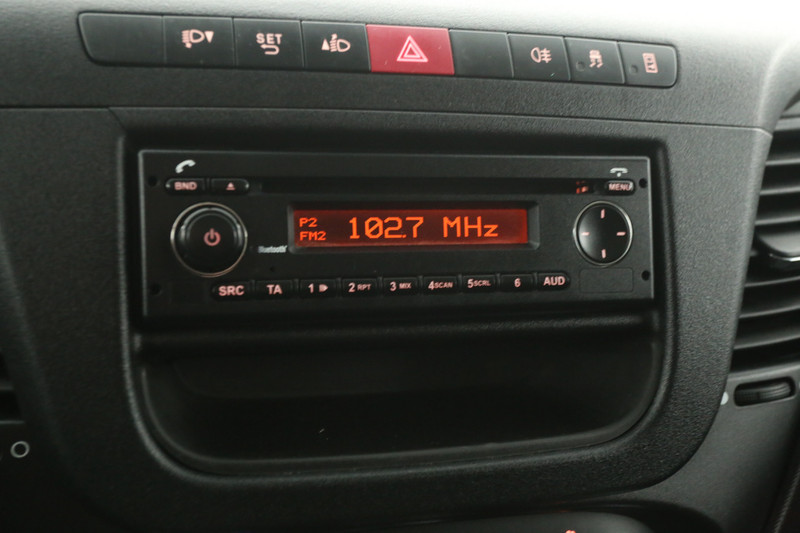 SET
BND
MENU
P2
FM2
102.7 MHz
Bluetooth
SRC TA 1 2 RPT 3 MIX 4 SCAN 5 SCRL 6 AUD